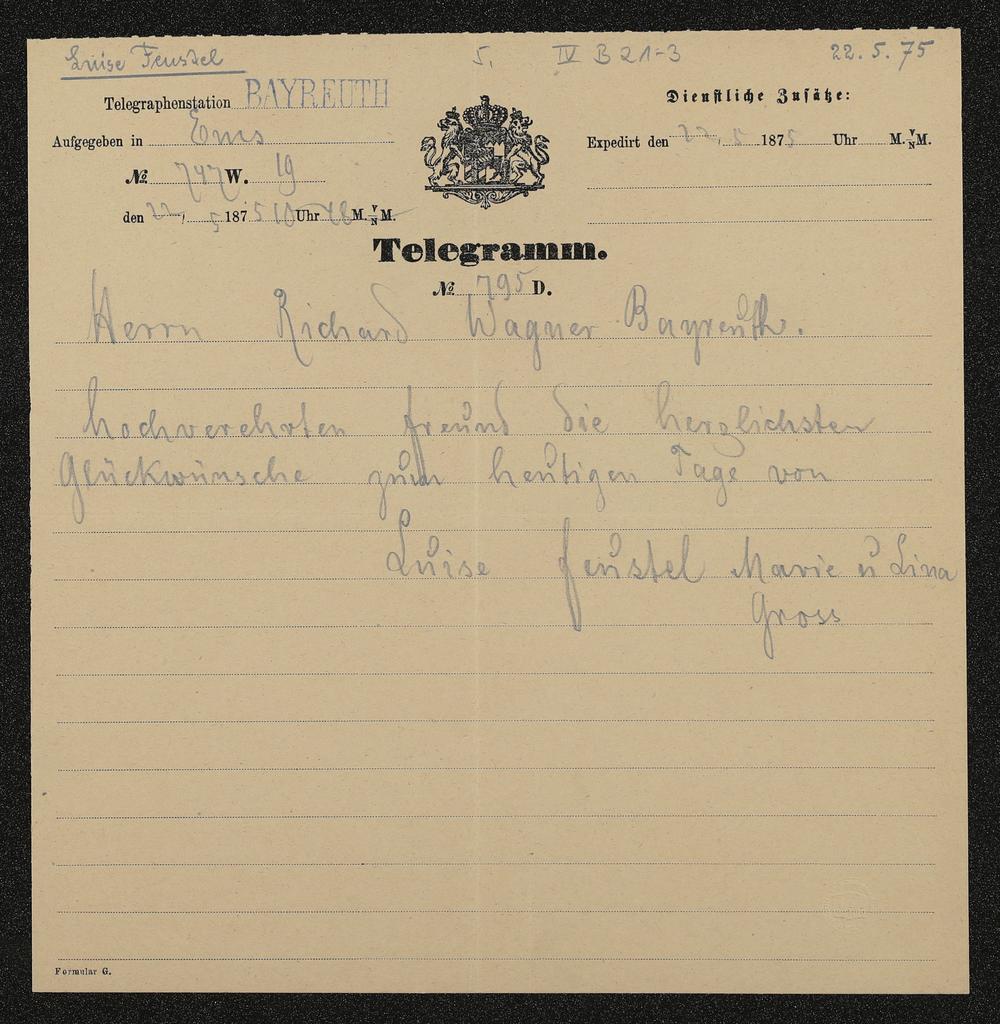 Luise Feustel 5. IV B 21-3 22. 5. 75
Telegraphenstation BAYREUTH
Dienstliche Zusätze:
Aufgegeben in Ems
Expedirt den 22. 5 1875 Uhr M. V/N M.
№ 747 W. 19
den 22. 5 1875 10 Uhr 48 M. V/N M.
Telegramm.
№ 795 D.
Herrn Richard Wagner Bayreuth.
hochverehrten freund die herzlichsten
Glückwünsche zum heutigen Tage von
Luise feustel Marie u Lina
Gross
Formular G.